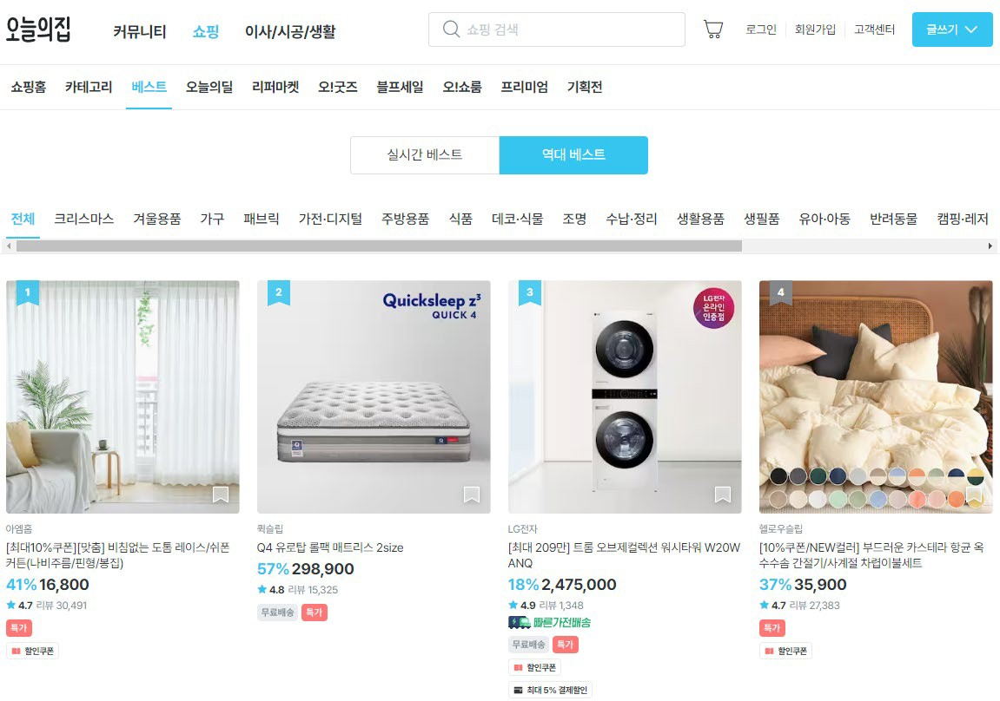 오늘의집 커뮤니티 쇼핑 이사/시공/생활 쇼핑 검색 로그인 회원가입 고객센터 글쓰기
쇼핑홈 카테고리 베스트 오늘의딜 리퍼마켓 오!굿즈 블프세일 오!쇼룸 프리미엄 기획전
실시간 베스트 역대 베스트
전체 크리스마스 겨울용품 가구 패브릭 가전·디지털 주방용품 식품 데코·식물 조명 수납·정리 생활용품 생필품 유아·아동 반려동물 캠핑·레저
1
아엠홈
[최대10%쿠폰][맞춤] 비침없는 도톰 레이스/쉬폰
커튼(나비주름/핀형/봉집)
41% 16,800
4.7 리뷰 30,491
특가
할인쿠폰
2
Quicksleep z3
QUICK 4
퀵슬립
Q4 유로탑 롤팩 매트리스 2size
57% 298,900
4.8 리뷰 15,325
무료배송 특가
3
LG전자
온라인
인증점
LG전자
[최대 209만] 트롬 오브제컬렉션 워시타워 W20W
ANQ
18% 2,475,000
4.9 리뷰 1,348
빠른가전배송
무료배송 특가
할인쿠폰
최대 5% 결제할인
4
헬로우슬립
[10%쿠폰/NEW컬러] 부드러운 카스테라 항균 옥
수수솜 간절기/사계절 차렵이불세트
37% 35,900
4.7 리뷰 27,383
특가
할인쿠폰